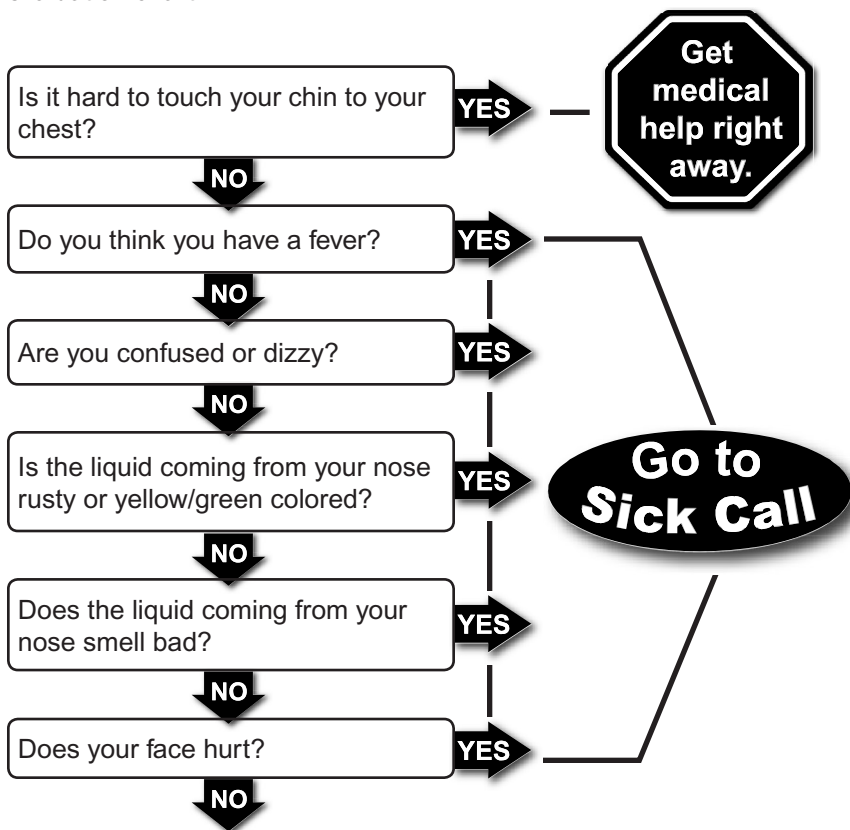 Is it hard to touch your chin to your
chest?
YES
Get
medical
help right
away.
NO
Do you think you have a fever?
YES
NO
Are you confused or dizzy?
YES
NO
Is the liquid coming from your nose
rusty or yellow/green colored?
YES
Go to
Sick Call
NO
Does the liquid coming from your
nose smell bad?
YES
NO
Does your face hurt?
YES
NO